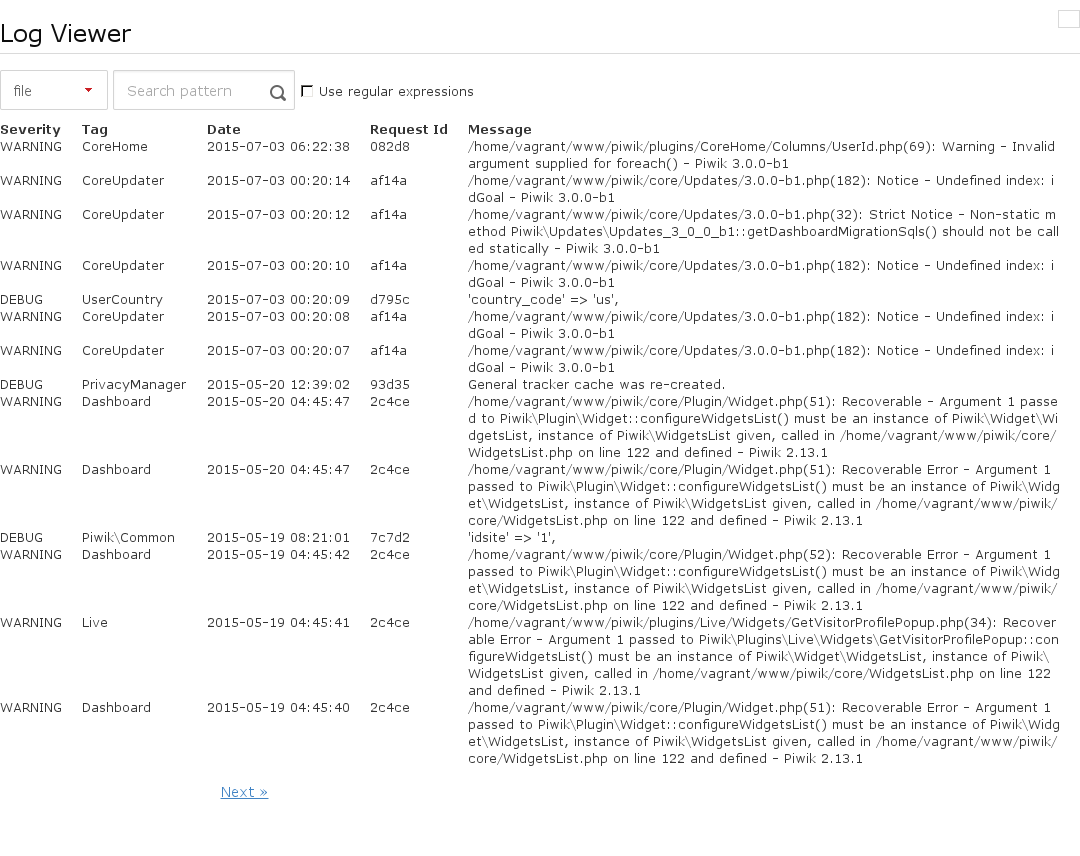 Log Viewer
file
Search pattern
Use regular expressions
Severity Tag Date Request Id Message
WARNING CoreHome 2015-07-03 06:22:38 082d8 /home/vagrant/www/piwik/plugins/CoreHome/Columns/UserId.php(69): Warning - Invalid
argument supplied for foreach() - Piwik 3.0.0-b1
WARNING CoreUpdater 2015-07-03 00:20:14 af14a /home/vagrant/www/piwik/core/Updates/3.0.0-b1.php(182): Notice - Undefined index: i
dGoal - Piwik 3.0.0-b1
WARNING CoreUpdater 2015-07-03 00:20:12 af14a /home/vagrant/www/piwik/core/Updates/3.0.0-b1.php(32): Strict Notice - Non-static m
ethod Piwik\Updates\Updates_3_0_0_b1::getDashboardMigrationSqls() should not be call
ed statically - Piwik 3.0.0-b1
WARNING CoreUpdater 2015-07-03 00:20:10 af14a /home/vagrant/www/piwik/core/Updates/3.0.0-b1.php(182): Notice - Undefined index: i
dGoal - Piwik 3.0.0-b1
DEBUG UserCountry 2015-07-03 00:20:09 d795c 'country_code' => 'us',
WARNING CoreUpdater 2015-07-03 00:20:08 af14a /home/vagrant/www/piwik/core/Updates/3.0.0-b1.php(182): Notice - Undefined index: i
dGoal - Piwik 3.0.0-b1
WARNING CoreUpdater 2015-07-03 00:20:07 af14a /home/vagrant/www/piwik/core/Updates/3.0.0-b1.php(182): Notice - Undefined index: i
dGoal - Piwik 3.0.0-b1
DEBUG PrivacyManager 2015-05-20 12:39:02 93d35 General tracker cache was re-created.
WARNING Dashboard 2015-05-20 04:45:47 2c4ce /home/vagrant/www/piwik/core/Plugin/Widget.php(51): Recoverable - Argument 1 passe
d to Piwik\Plugin\Widget::configureWidgetsList() must be an instance of Piwik\Widget\Wi
dgetsList, instance of Piwik\WidgetsList given, called in /home/vagrant/www/piwik/core/
WidgetsList.php on line 122 and defined - Piwik 2.13.1
WARNING Dashboard 2015-05-20 04:45:47 2c4ce /home/vagrant/www/piwik/core/Plugin/Widget.php(51): Recoverable Error - Argument 1
passed to Piwik\Plugin\Widget::configureWidgetsList() must be an instance of Piwik\Widg
et\WidgetsList, instance of Piwik\WidgetsList given, called in /home/vagrant/www/piwik/
core/WidgetsList.php on line 122 and defined - Piwik 2.13.1
DEBUG Piwik\Common 2015-05-19 08:21:01 7c7d2 'idsite' => '1',
WARNING Dashboard 2015-05-19 04:45:42 2c4ce /home/vagrant/www/piwik/core/Plugin/Widget.php(52): Recoverable Error - Argument 1
passed to Piwik\Plugin\Widget::configureWidgetsList() must be an instance of Piwik\Widg
et\WidgetsList, instance of Piwik\WidgetsList given, called in /home/vagrant/www/piwik/
core/WidgetsList.php on line 122 and defined - Piwik 2.13.1
WARNING Live 2015-05-19 04:45:41 2c4ce /home/vagrant/www/piwik/plugins/Live/Widgets/GetVisitorProfilePopup.php(34): Recover
able Error - Argument 1 passed to Piwik\Plugins\Live\Widgets\GetVisitorProfilePopup::con
figureWidgetsList() must be an instance of Piwik\Widget\WidgetsList, instance of Piwik\
WidgetsList given, called in /home/vagrant/www/piwik/core/WidgetsList.php on line 122
and defined - Piwik 2.13.1
WARNING Dashboard 2015-05-19 04:45:40 2c4ce /home/vagrant/www/piwik/core/Plugin/Widget.php(51): Recoverable Error - Argument 1
passed to Piwik\Plugin\Widget::configureWidgetsList() must be an instance of Piwik\Widg
et\WidgetsList, instance of Piwik\WidgetsList given, called in /home/vagrant/www/piwik/
core/WidgetsList.php on line 122 and defined - Piwik 2.13.1
Next »